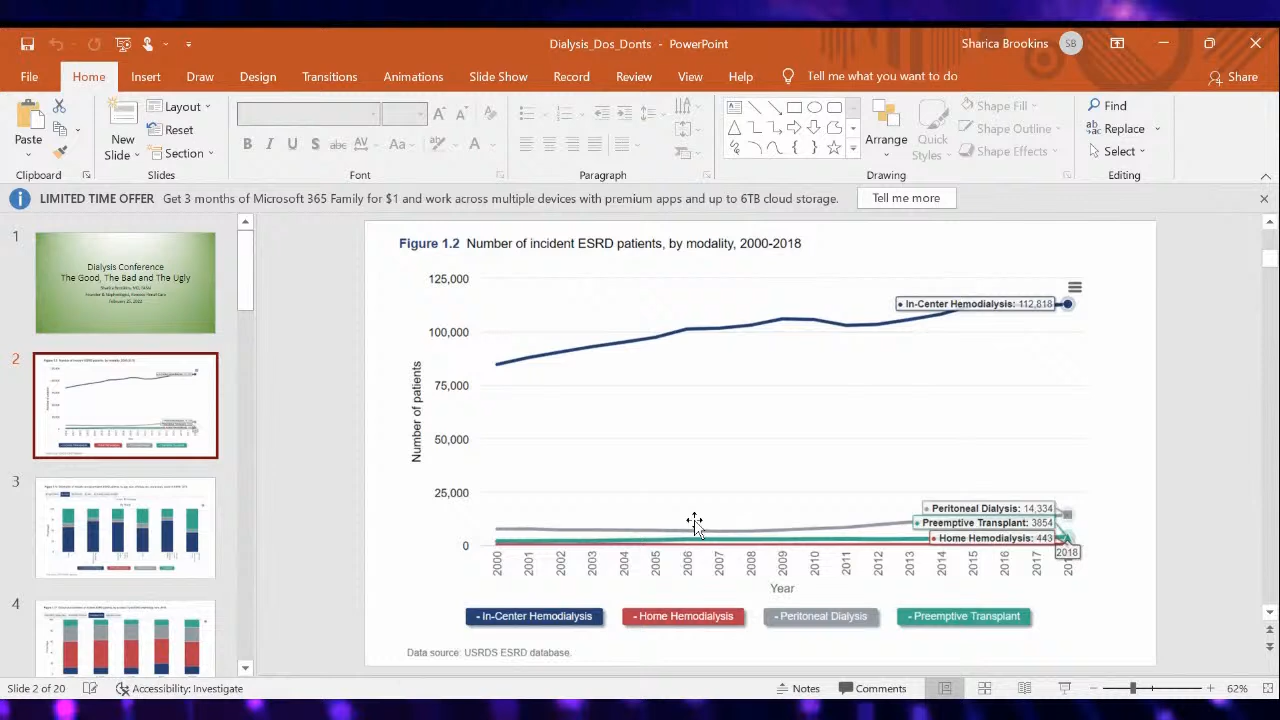 Dialysis_Dos_Donts - PowerPoint
Sharica Brookins SB
File Home Insert Draw Design Transitions Animations Slide Show Record Review View Help Tell me what you want to do Share
Paste
Clipboard
New Slide
Layout
Reset
Section
Slides
B I U S abc AV Aa A
Font
Paragraph
Arrange
Quick Styles
Shape Fill
Shape Outline
Shape Effects
Drawing
Find
Replace
Select
Editing
LIMITED TIME OFFER Get 3 months of Microsoft 365 Family for $1 and work across multiple devices with premium apps and up to 6TB cloud storage. Tell me more
1
Dialysis Conference
The Good, The Bad and The Ugly
2
3
4
Figure 1.2 Number of incident ESRD patients, by modality, 2000-2018
125,000
100,000
75,000
50,000
25,000
0
Number of patients
In-Center Hemodialysis: 112,818
Peritoneal Dialysis: 14,334
Preemptive Transplant: 3854
Home Hemodialysis: 443
2018
2000 2001 2002 2003 2004 2005 2006 2007 2008 2009 2010 2011 2012 2013 2014 2015 2016 2017
Year
- In-Center Hemodialysis - Home Hemodialysis - Peritoneal Dialysis - Preemptive Transplant
Data source: USRDS ESRD database.
Slide 2 of 20 Accessibility: Investigate Notes Comments 62%